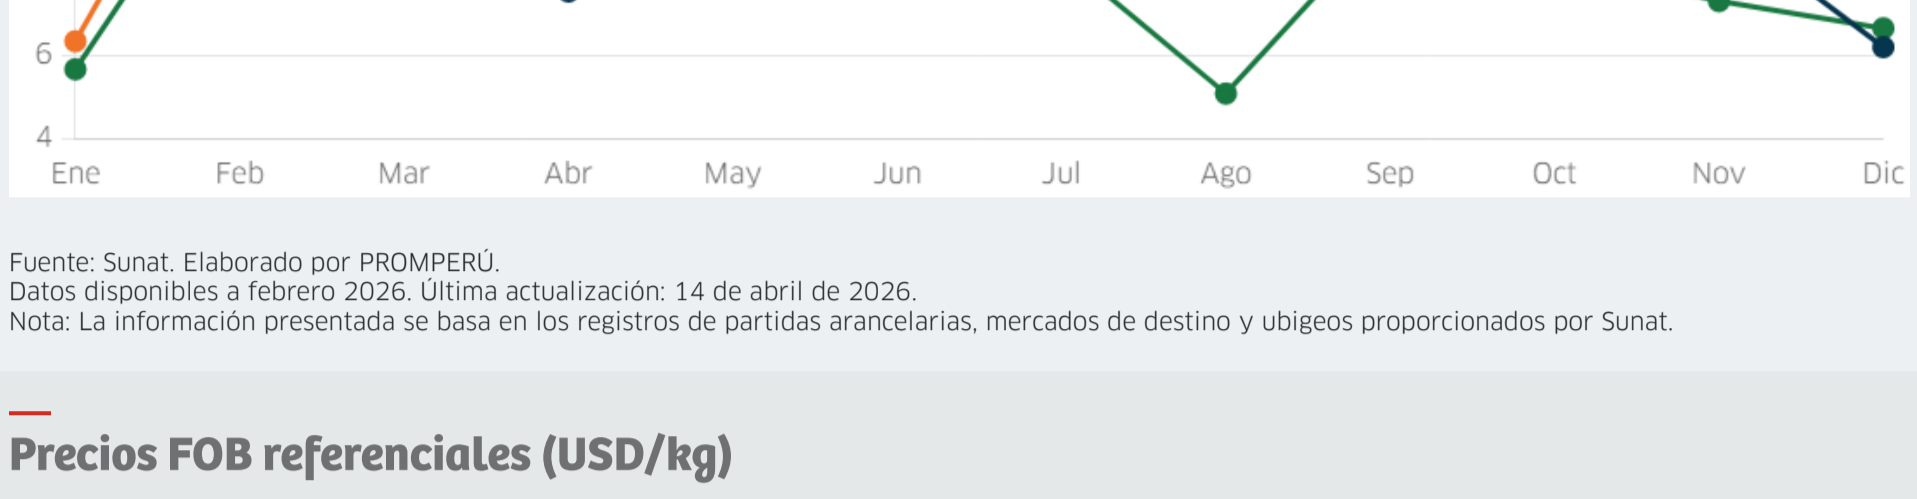 6
4
Ene Feb Mar Abr May Jun Jul Ago Sep Oct Nov Dic
Fuente: Sunat. Elaborado por PROMPERÚ.
Datos disponibles a febrero 2026. Última actualización: 14 de abril de 2026.
Nota: La información presentada se basa en los registros de partidas arancelarias, mercados de destino y ubigeos proporcionados por Sunat.
Precios FOB referenciales (USD/kg)